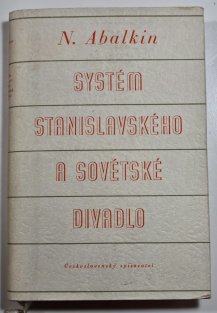 N. Abalkin
SYSTÉM
STANISLAVSKÉHO
A SOVĚTSKÉ
DIVADLO
Československý spisovatel